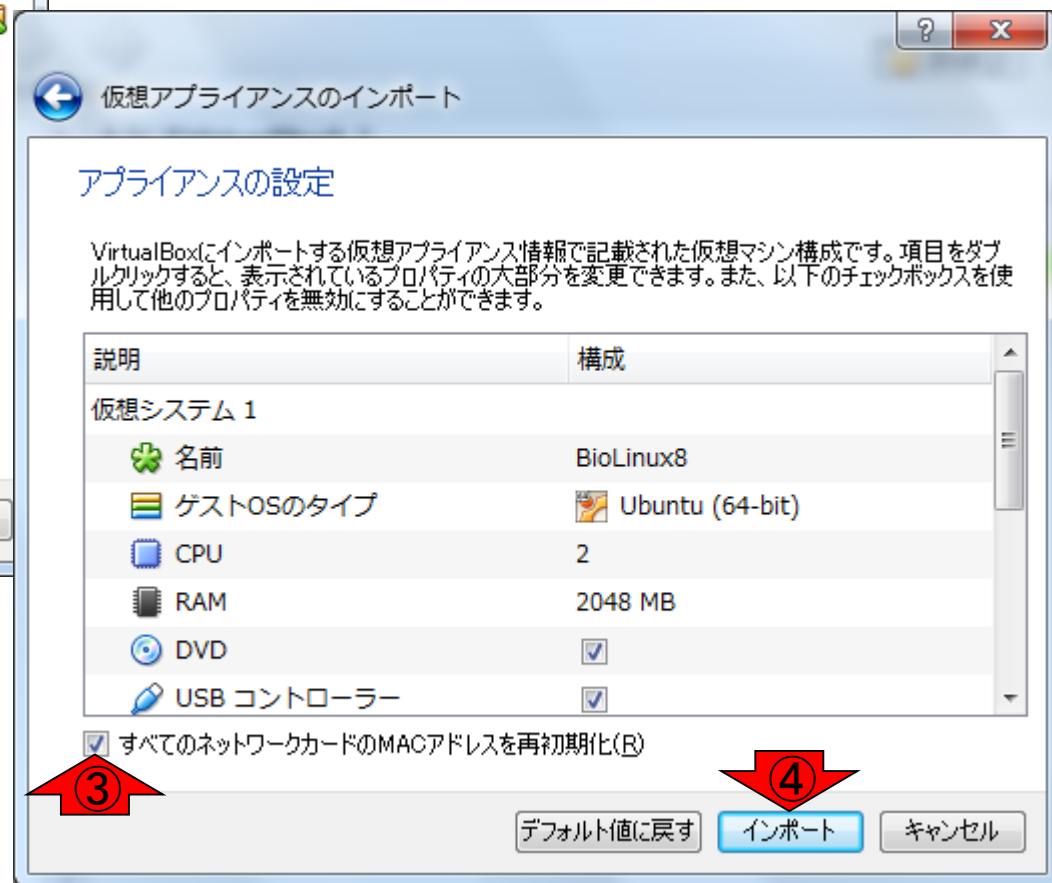 仮想アプライアンスのインポート
アプライアンスの設定
VirtualBoxにインポートする仮想アプライアンス情報で記載された仮想マシン構成です。項目をダブ
ルクリックすると、表示されているプロパティの大部分を変更できます。また、以下のチェックボックスを使
用して他のプロパティを無効にすることができます。
説明 構成
仮想システム 1
名前 BioLinux8
ゲストOSのタイプ Ubuntu (64-bit)
CPU 2
RAM 2048 MB
DVD
USB コントローラー
すべてのネットワークカードのMACアドレスを再初期化(R)
③ ④
デフォルト値に戻す インポート キャンセル